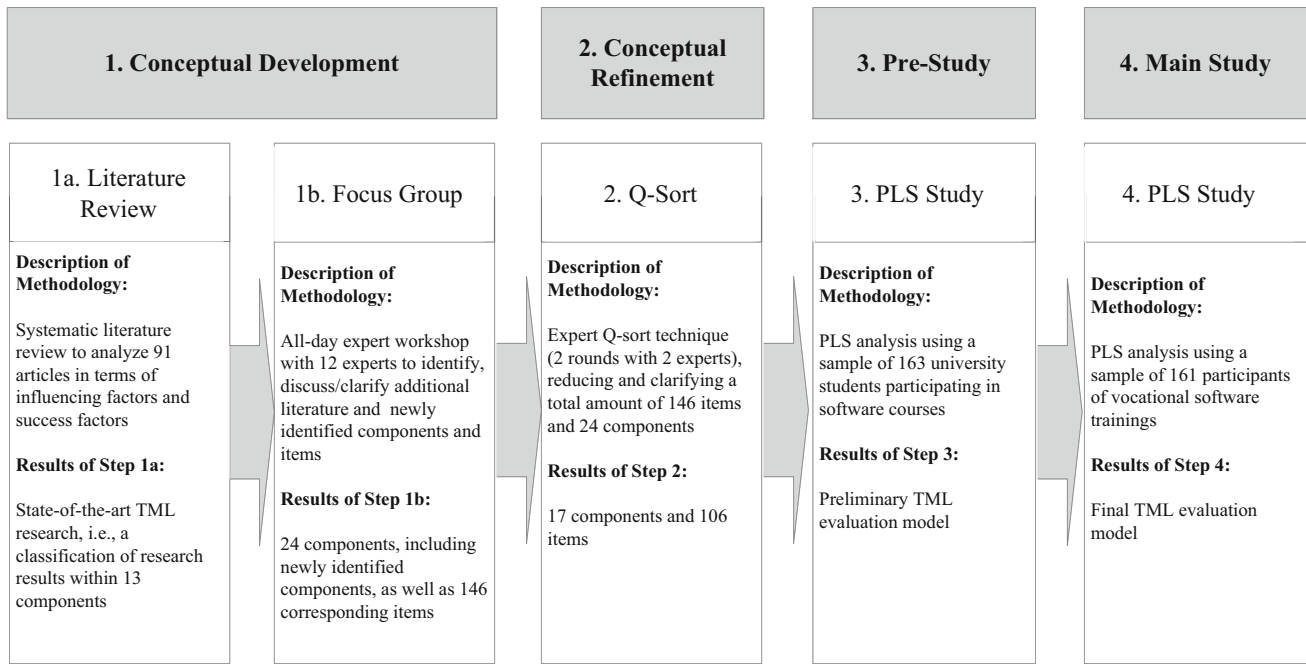 1. Conceptual Development
2. Conceptual
Refinement
3. Pre-Study
4. Main Study
1a. Literature
Review
Description of
Methodology:
Systematic literature
review to analyze 91
articles in terms of
influencing factors and
success factors
Results of Step 1a:
State-of-the-art TML
research, i.e., a
classification of research
results within 13
components
1b. Focus Group
Description of
Methodology:
All-day expert workshop
with 12 experts to identify,
discuss/clarify additional
literature and newly
identified components and
items
Results of Step 1b:
24 components, including
newly identified
components, as well as 146
corresponding items
2. Q-Sort
Description of
Methodology:
Expert Q-sort technique
(2 rounds with 2 experts),
reducing and clarifying a
total amount of 146 items
and 24 components
Results of Step 2:
17 components and 106
items
3. PLS Study
Description of
Methodology:
PLS analysis using a
sample of 163 university
students participating in
software courses
Results of Step 3:
Preliminary TML
evaluation model
4. PLS Study
Description of
Methodology:
PLS analysis using a
sample of 161 participants
of vocational software
trainings
Results of Step 4:
Final TML evaluation
model